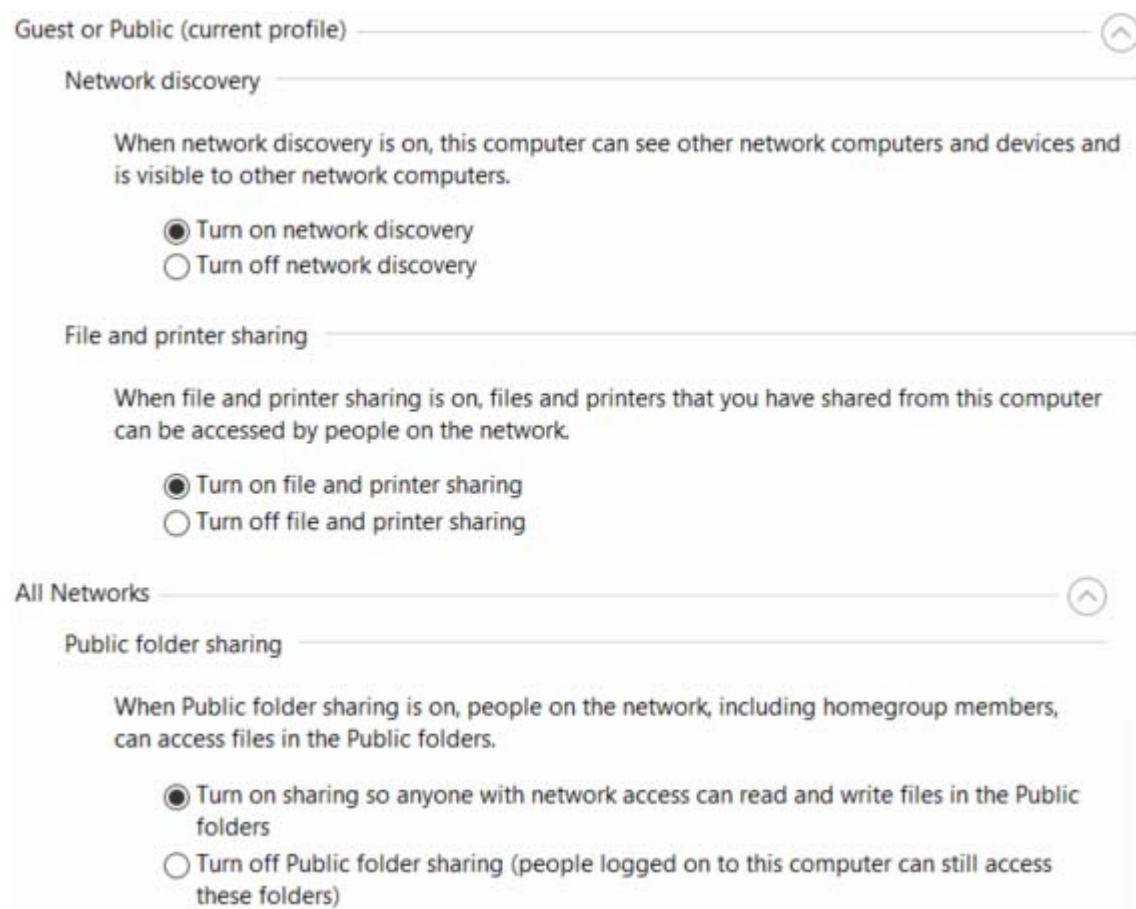 Guest or Public (current profile)
Network discovery
When network discovery is on, this computer can see other network computers and devices and
is visible to other network computers.
Turn on network discovery
Turn off network discovery
File and printer sharing
When file and printer sharing is on, files and printers that you have shared from this computer
can be accessed by people on the network.
Turn on file and printer sharing
Turn off file and printer sharing
All Networks
Public folder sharing
When Public folder sharing is on, people on the network, including homegroup members,
can access files in the Public folders.
Turn on sharing so anyone with network access can read and write files in the Public
folders
Turn off Public folder sharing (people logged on to this computer can still access
these folders)